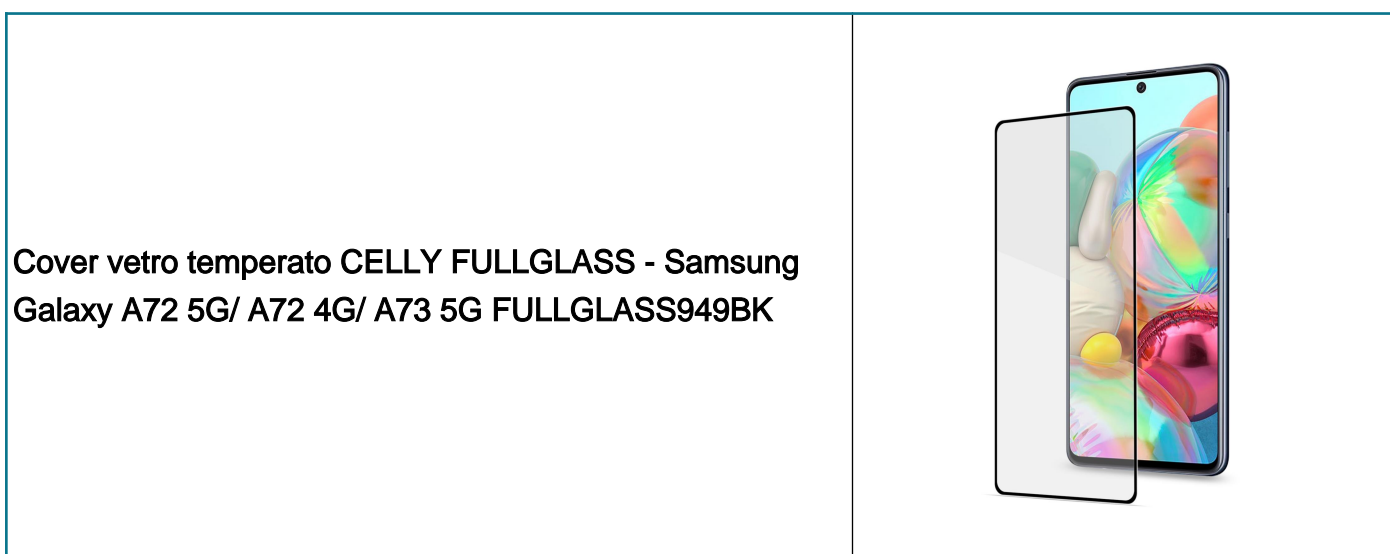 Cover vetro temperato CELLY FULLGLASS - Samsung
Galaxy A72 5G/ A72 4G/ A73 5G FULLGLASS949BK